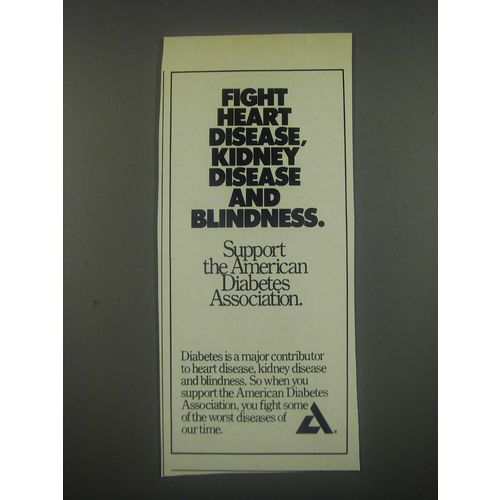 FIGHT
HEART
DISEASE,
KIDNEY
DISEASE
AND
BLINDNESS.
Support
the American
Diabetes
Association.
Diabetes is a major contributor
to heart disease, kidney disease
and blindness. So when you
support the American Diabetes
Association, you fight some
of the worst diseases of
our time.
®